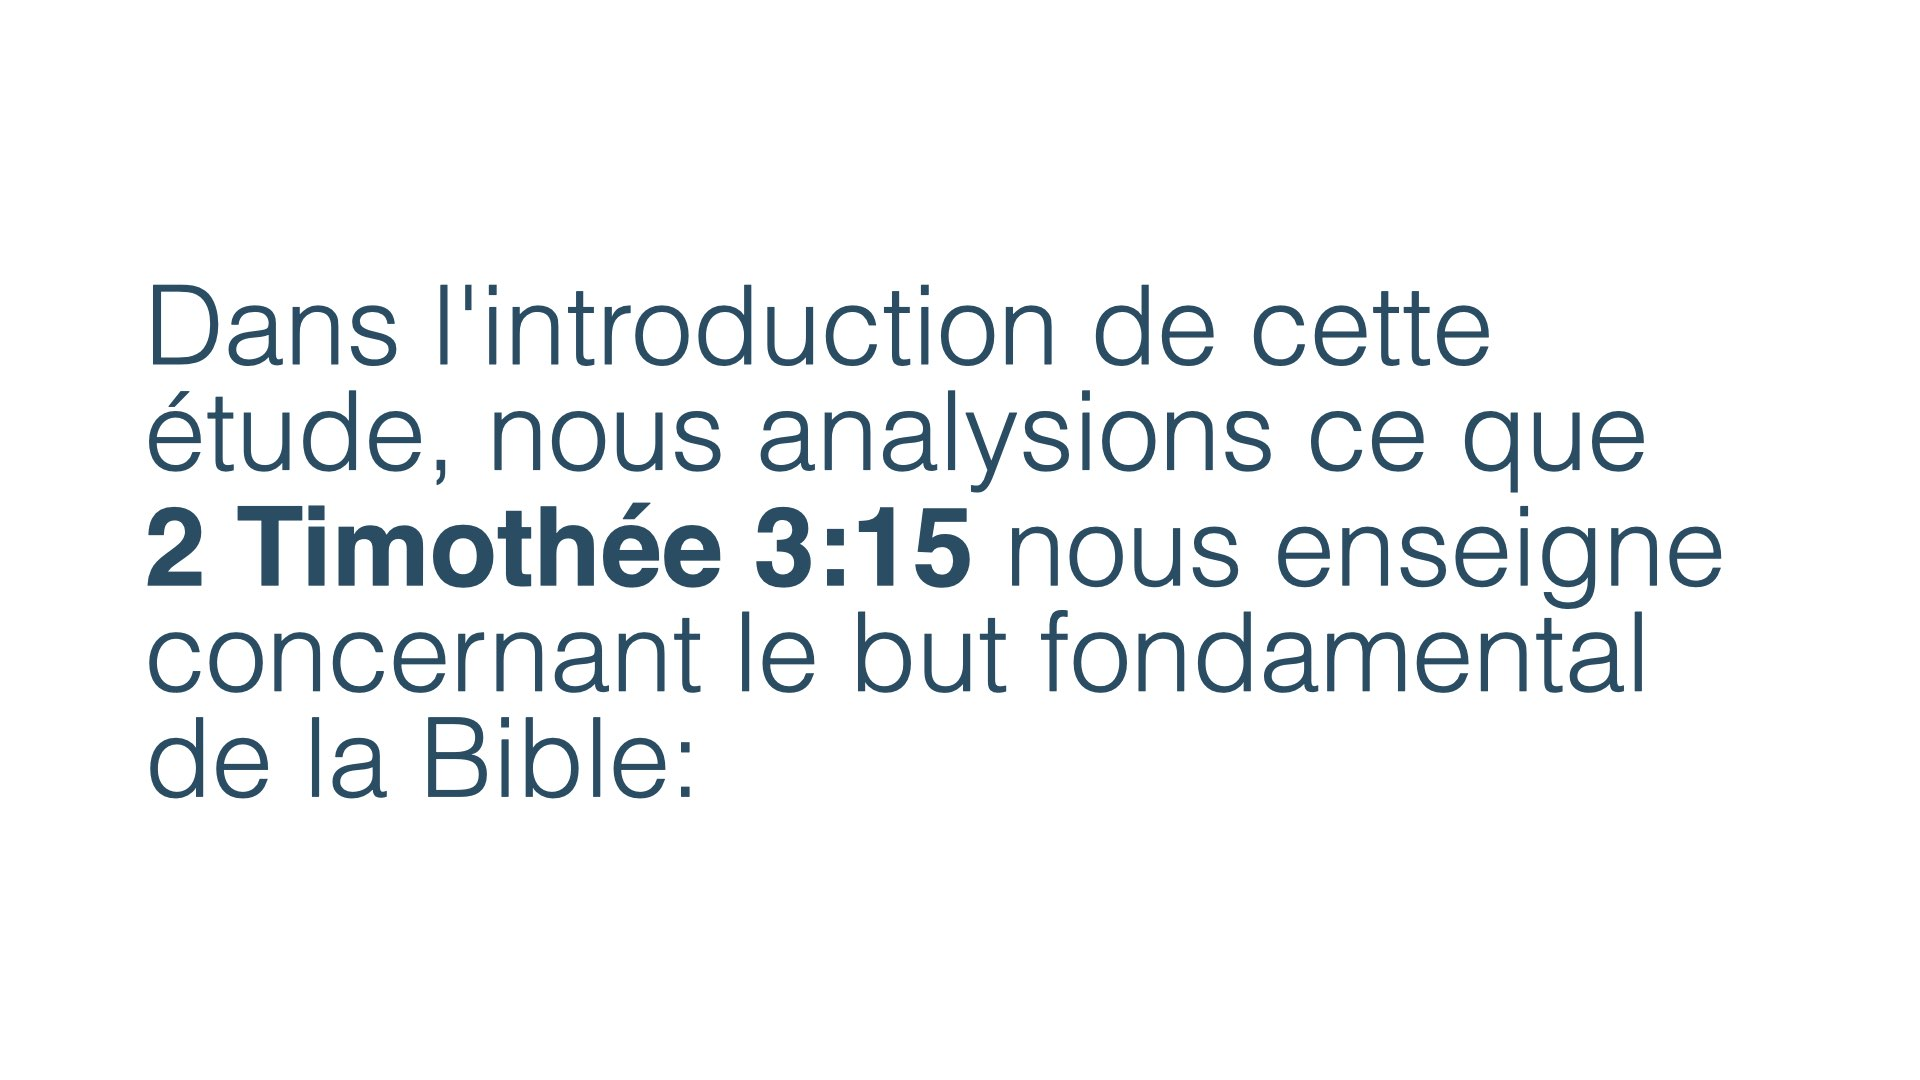 Dans l'introduction de cette
étude, nous analysions ce que
2 Timothée 3:15 nous enseigne
concernant le but fondamental
de la Bible: